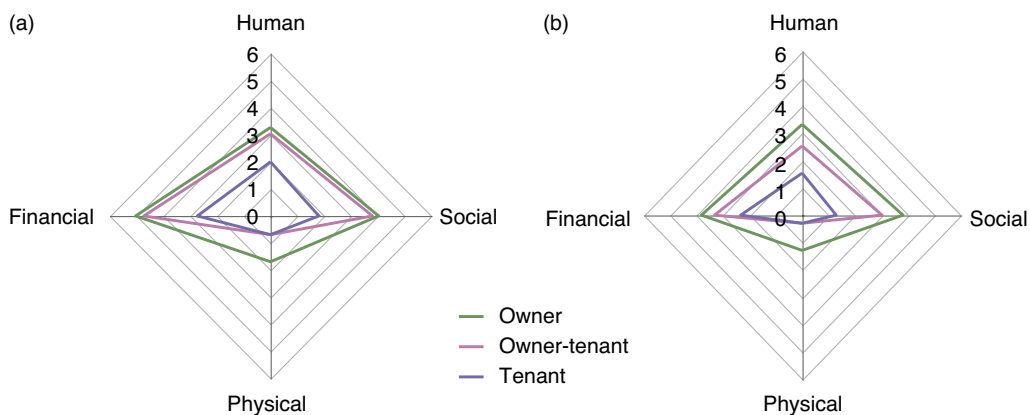 (a)
Human
6
5
4
3
2
1
0
Financial
Social
Physical
(b)
Human
6
5
4
3
2
1
0
Financial
Social
Physical
Owner
Owner-tenant
Tenant